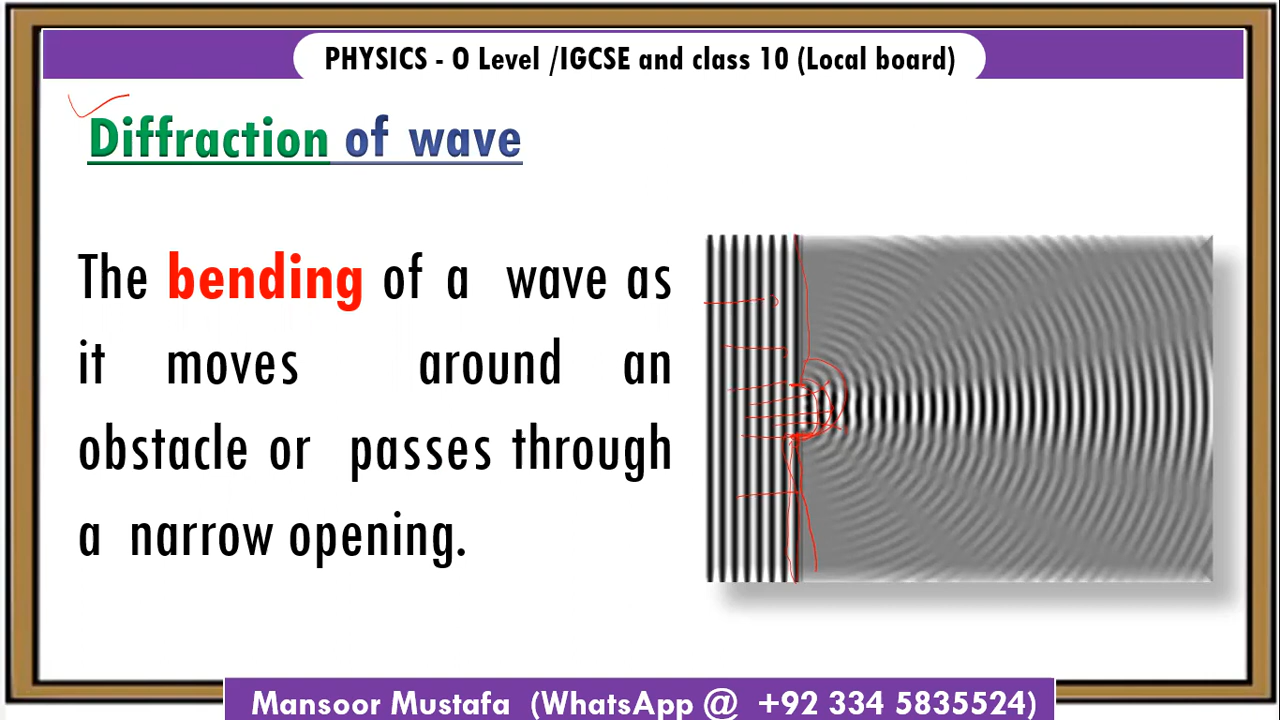 PHYSICS - O Level /IGCSE and class 10 (Local board)
Diffraction of wave
The bending of a wave as
it moves around an
obstacle or passes through
a narrow opening.
Mansoor Mustafa (WhatsApp @ +92 334 5835524)